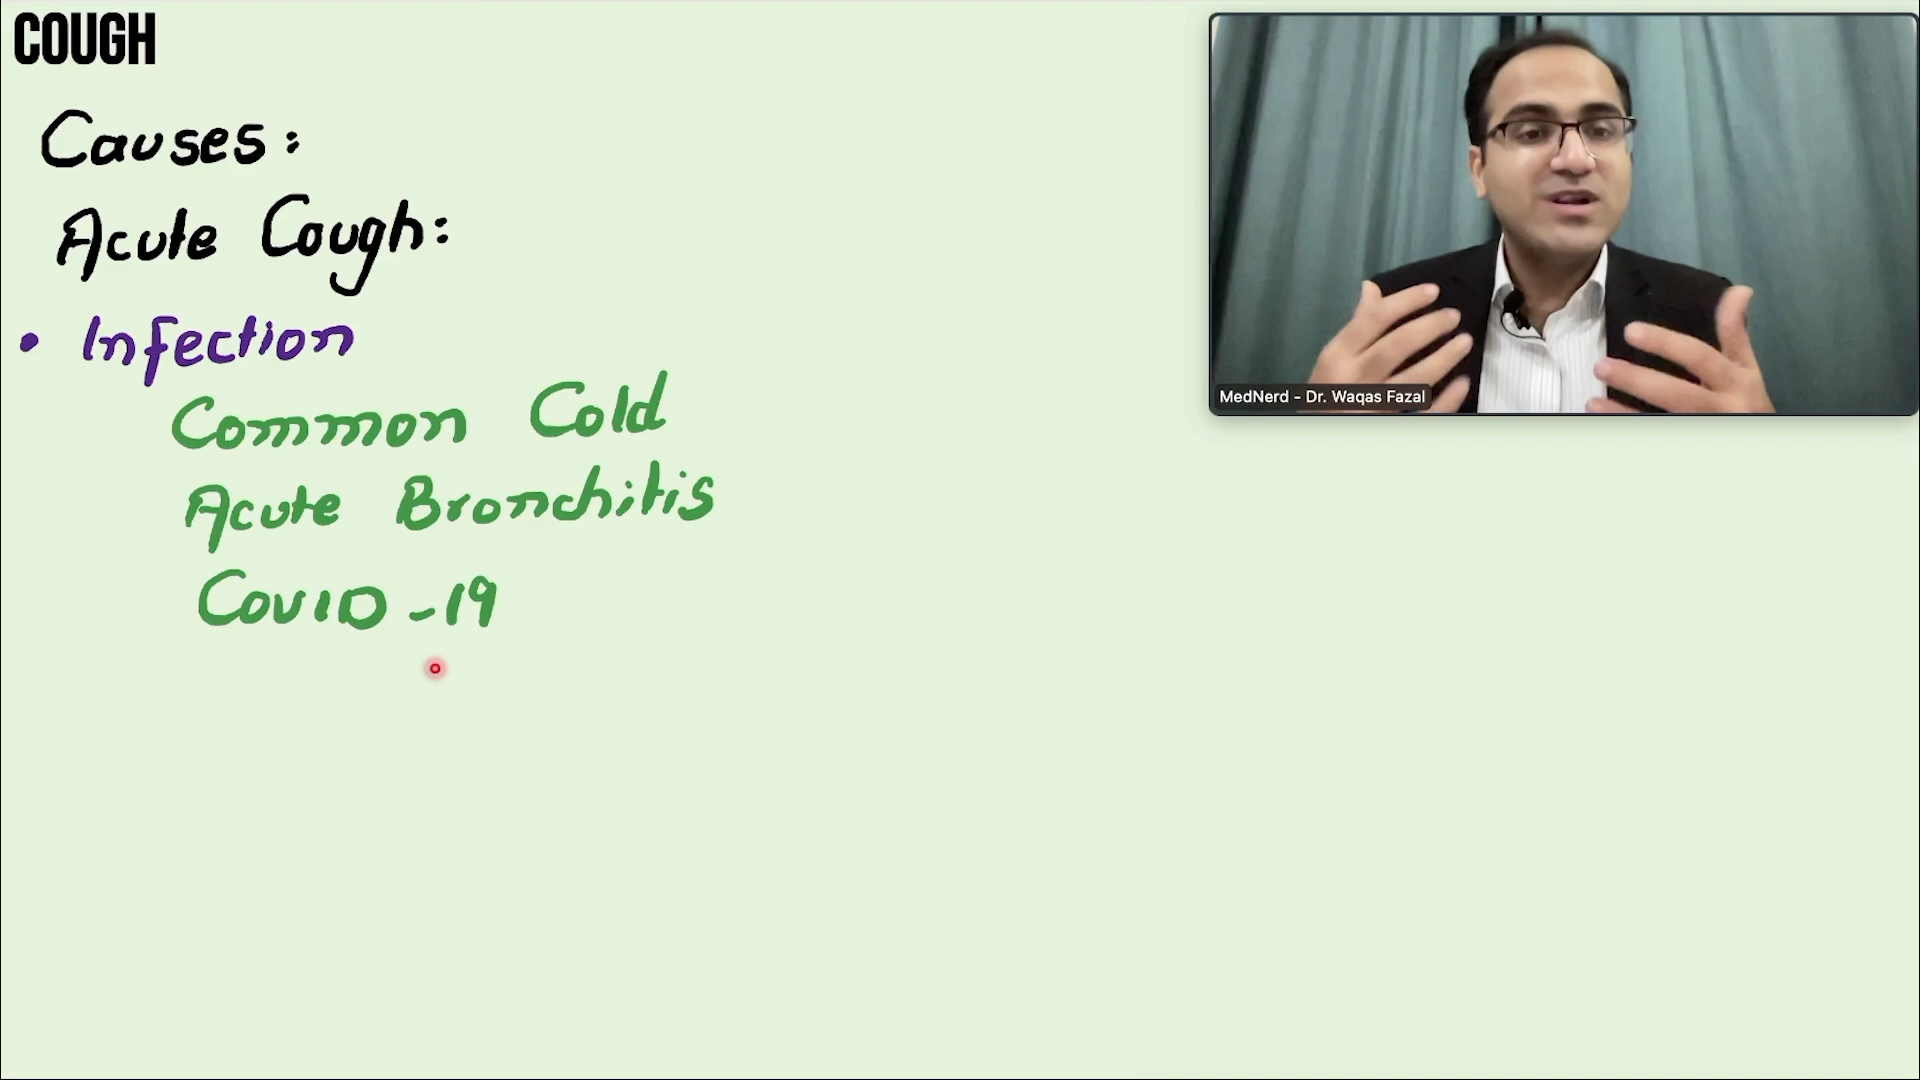 COUGH
Causes:
Acute Cough:
• Infection
Common Cold
Acute Bronchitis
COVID-19
MedNerd - Dr. Waqas Fazal